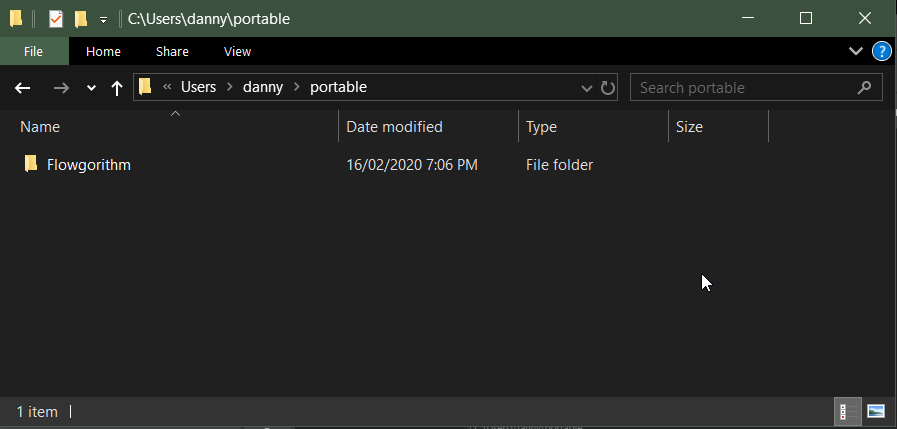 C:\Users\danny\portable
File Home Share View ?
« Users > danny > portable Search portable
Name Date modified Type Size
Flowgorithm 16/02/2020 7:06 PM File folder
1 item